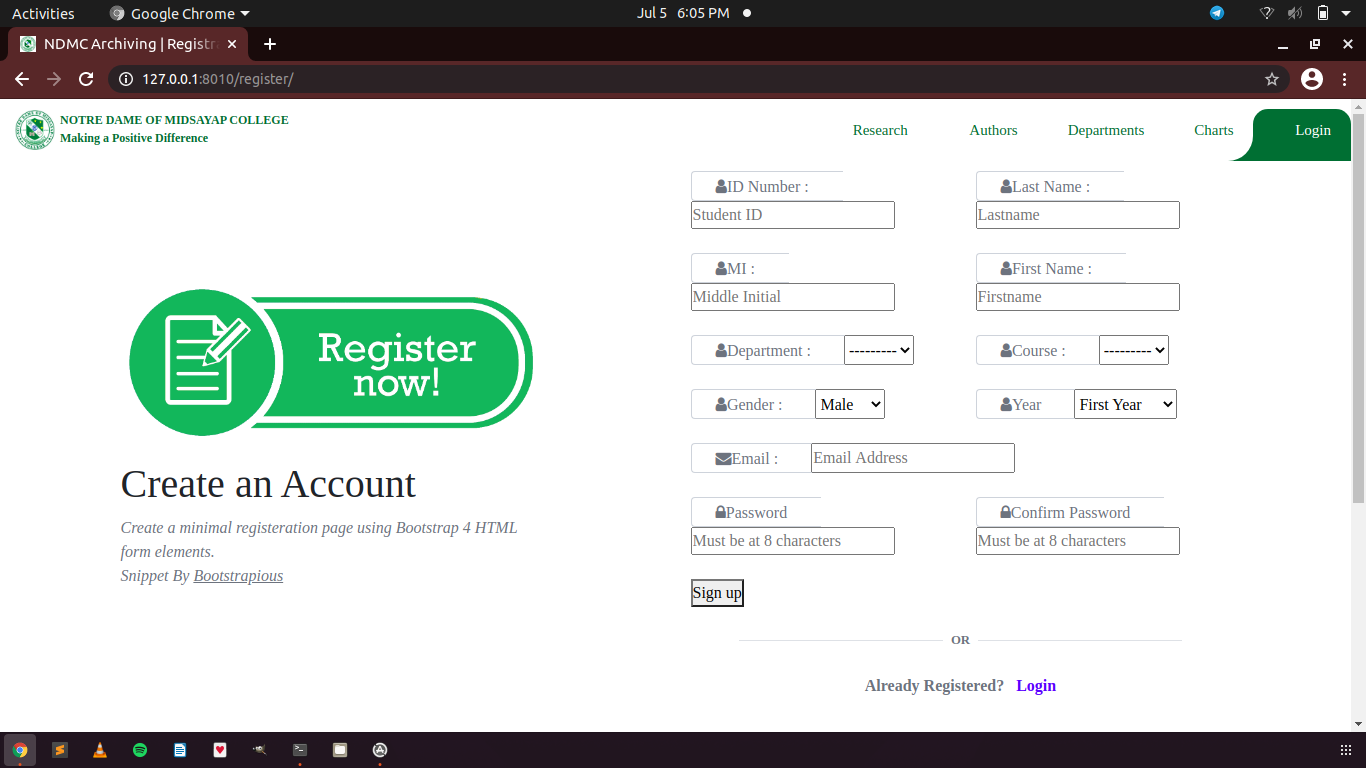 Activities Google Chrome Jul 5 6:05 PM
NDMC Archiving | Registr
127.0.0.1:8010/register/
NOTRE DAME OF MIDSAYAP COLLEGE
Making a Positive Difference
Research Authors Departments Charts Login
ID Number : Last Name :
Student ID Lastname
MI : First Name :
Middle Initial Firstname
Department : --------- Course : ---------
Gender : Male Year First Year
Email : Email Address
Password Confirm Password
Must be at 8 characters Must be at 8 characters
Sign up
OR
Already Registered? Login
Register
now!
Create an Account
Create a minimal registeration page using Bootstrap 4 HTML
form elements.
Snippet By Bootstrapious